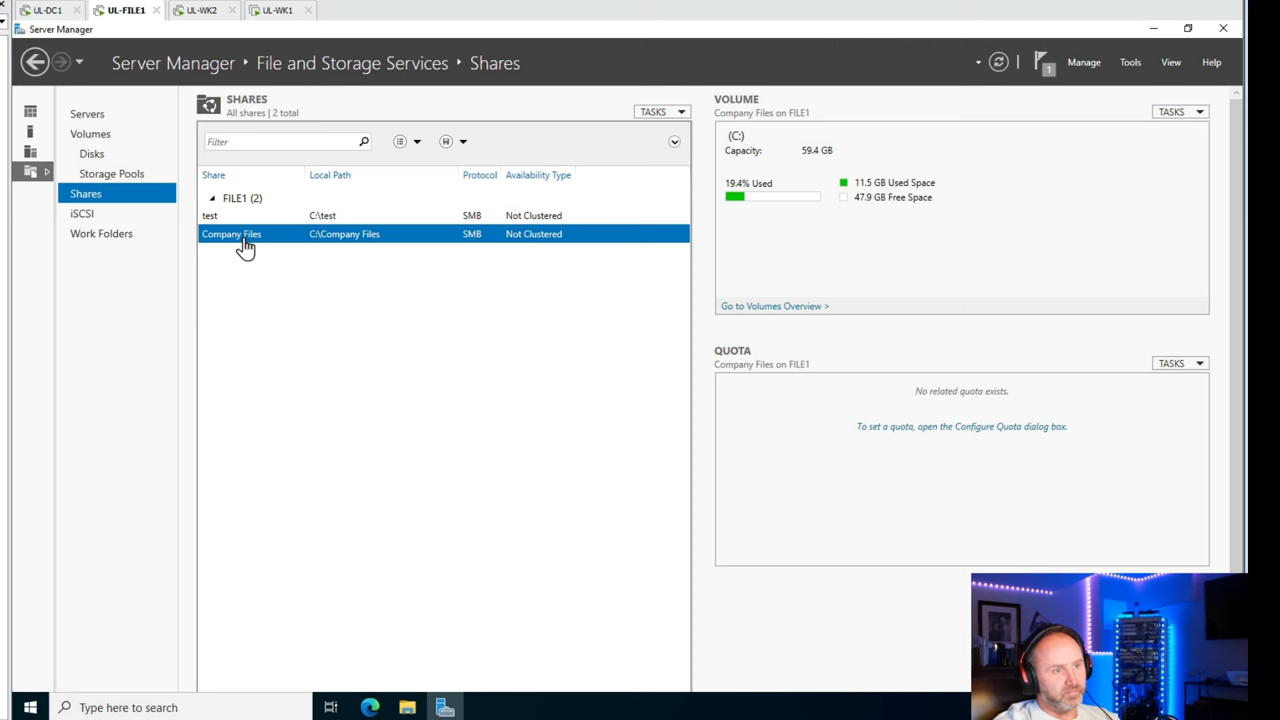 UL-DC1 UL-FILE1 UL-WK2 UL-WK1
Server Manager
Server Manager File and Storage Services Shares
1 Manage Tools View Help
Servers
Volumes
Disks
Storage Pools
Shares
iSCSI
Work Folders
SHARES
All shares | 2 total
TASKS
Filter
Share Local Path Protocol Availability Type
FILE1 (2)
test C:\test SMB Not Clustered
Company Files C:\Company Files SMB Not Clustered
VOLUME
Company Files on FILE1
TASKS
(C:)
Capacity: 59.4 GB
19.4% Used
11.5 GB Used Space
47.9 GB Free Space
Go to Volumes Overview >
QUOTA
Company Files on FILE1
TASKS
No related quota exists.
To set a quota, open the Configure Quota dialog box.
Type here to search